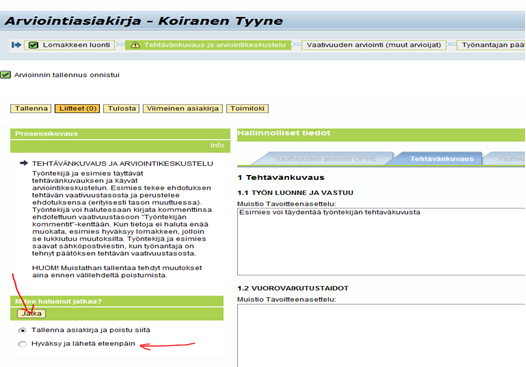 Arviointiasiakirja - Koiranen Tyyne
Lomakkeen luonti
Tehtävänkuvaus ja arviointikeskustelu
Vaativuuden arviointi (muut arvioijat)
Työnantajan pää
Arvioinnin tallennus onnistui
Tallenna
Liitteet (0)
Tulosta
Viimeinen asiakirja
Toimiloki
Prosessikuvaus
Info
TEHTÄVÄNKUVAUS JA ARVIOINTIKESKUSTELU
Työntekijä ja esimies täyttävät
tehtävänkuvauksen ja käyvät
arviointikeskustelun. Esimies tekee ehdotuksen
tehtävän vaativuustasosta ja perustelee
ehdotuksensa (erityisesti tason muuttuessa).
Työntekijä voi halutessaan kirjata kommenttinsa
ehdotettuun vaativuustasoon "Työntekijän
kommentit"-kenttään. Kun tietoja ei haluta enää
muokata, esimies hyväksyy lomakkeen, jolloin
se lukkiutuu muutoksilta. Työntekijä ja esimies
saavat sähköpostiviestin, kun työnantaja on
tehnyt päätöksen tehtävän vaativuustasosta.
HUOM! Muistathan tallentaa tehdyt muutokset
aina ennen välilehdeltä poistumista.
Miten haluaisit jatkaa?
Jatka
Tallenna asiakirja ja poistu siitä
Hyväksy ja lähetä eteenpäin
Hallinnolliset tiedot
Vaativuuden arviointi OPHE
Tehtävänkuvaus
Vaativu
1 Tehtävänkuvaus
1.1 TYÖN LUONNE JA VASTUU
Muistio Tavoitteenasettelu:
Esimies voi täydentää työntekijän tehtäväkuvusta
1.2 VUOROVAIKUTUSTAIDOT
Muistio Tavoitteenasettelu: